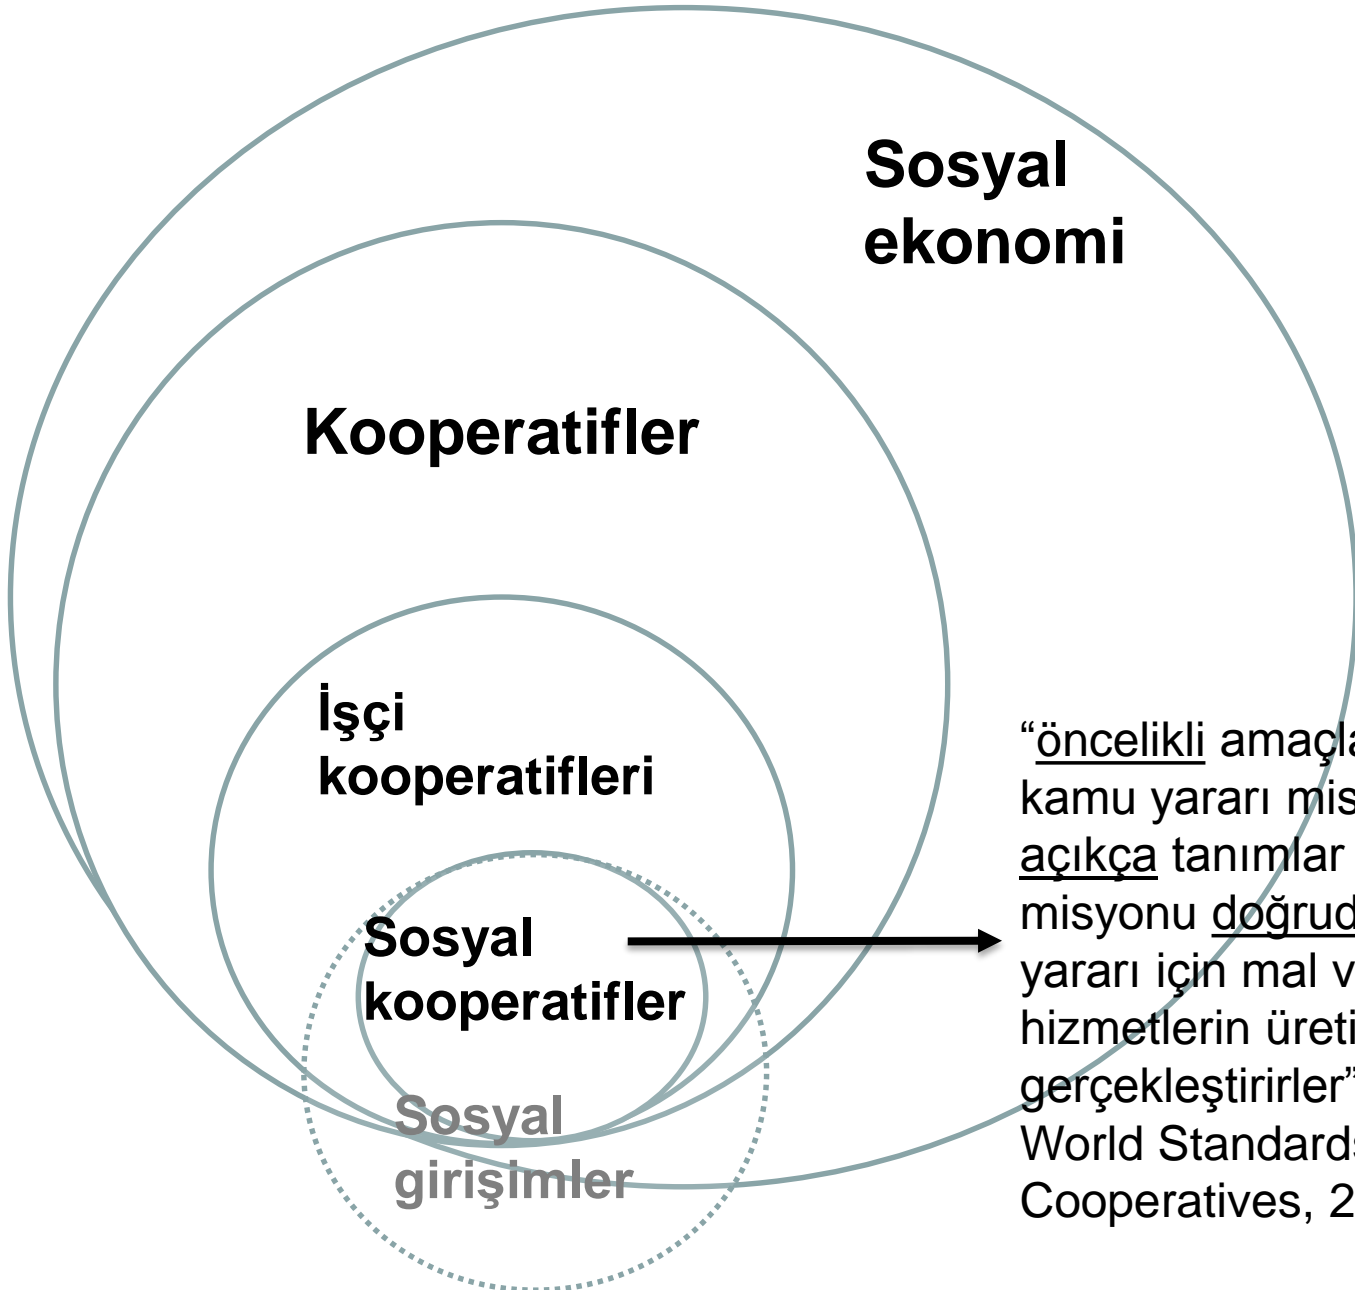 Sosyal
ekonomi
Kooperatifler
İşçi
kooperatifleri
Sosyal
kooperatifler
Sosyal
girişimler
“öncelikli
kamu yararı
açıkça tanımlar
misyonu
yararı için mal
hizmetlerin
gerçekleştirirler”
World
Cooperatives,